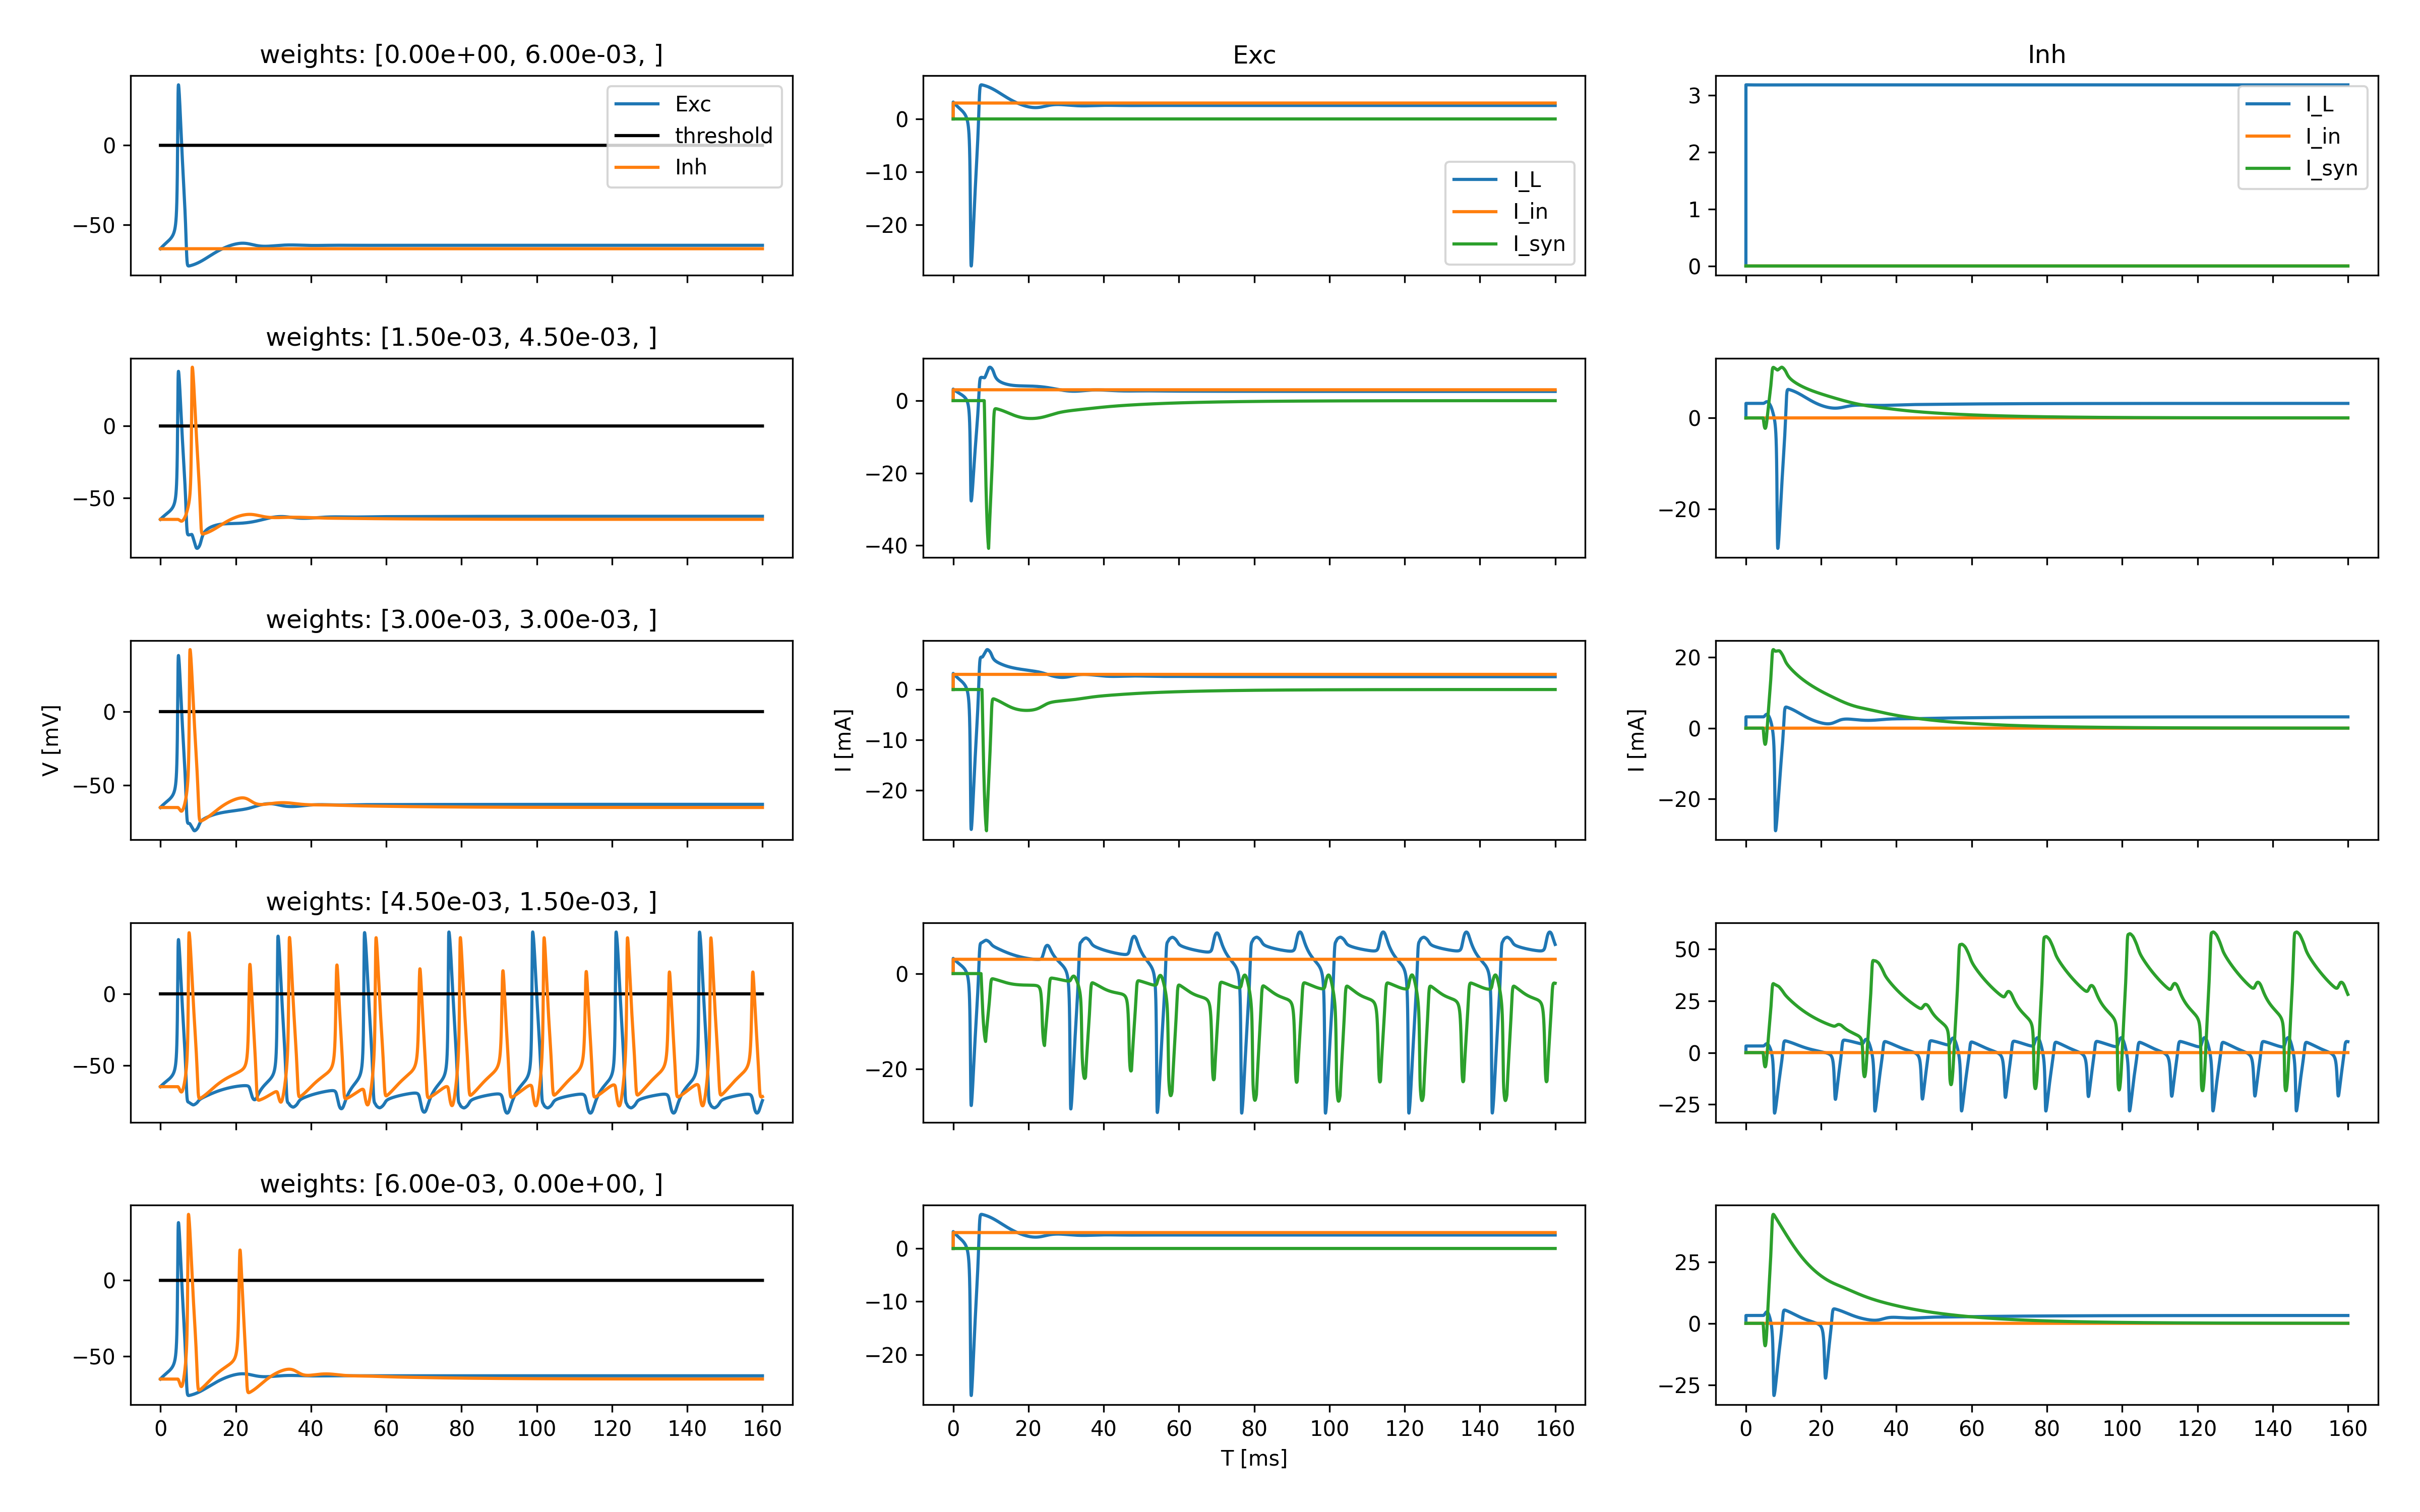 weights: [0.00e+00, 6.00e-03, ]
Exc
Inh
0
−50
Exc
threshold
Inh
0
−10
−20
I_L
I_in
I_syn
3
2
1
0
I_L
I_in
I_syn
weights: [1.50e-03, 4.50e-03, ]
0
−50
0
−20
−40
0
−20
weights: [3.00e-03, 3.00e-03, ]
V [mV]
0
−50
I [mA]
0
−10
−20
I [mA]
20
0
−20
weights: [4.50e-03, 1.50e-03, ]
0
−50
0
−20
50
25
0
−25
weights: [6.00e-03, 0.00e+00, ]
0
−50
0
−10
−20
25
0
−25
0 20 40 60 80 100 120 140 160
0 20 40 60 80 100 120 140 160
0 20 40 60 80 100 120 140 160
T [ms]